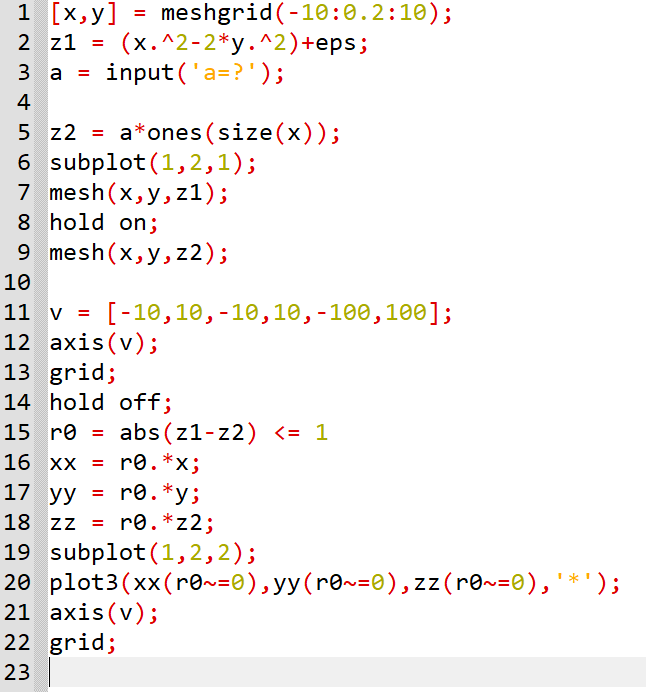 1 [x,y] = meshgrid(-10:0.2:10);
2 z1 = (x.^2-2*y.^2)+eps;
3 a = input('a=?');
4
5 z2 = a*ones(size(x));
6 subplot(1,2,1);
7 mesh(x,y,z1);
8 hold on;
9 mesh(x,y,z2);
10
11 v = [-10,10,-10,10,-100,100];
12 axis(v);
13 grid;
14 hold off;
15 r0 = abs(z1-z2) <= 1
16 xx = r0.*x;
17 yy = r0.*y;
18 zz = r0.*z2;
19 subplot(1,2,2);
20 plot3(xx(r0~=0),yy(r0~=0),zz(r0~=0),'*');
21 axis(v);
22 grid;
23